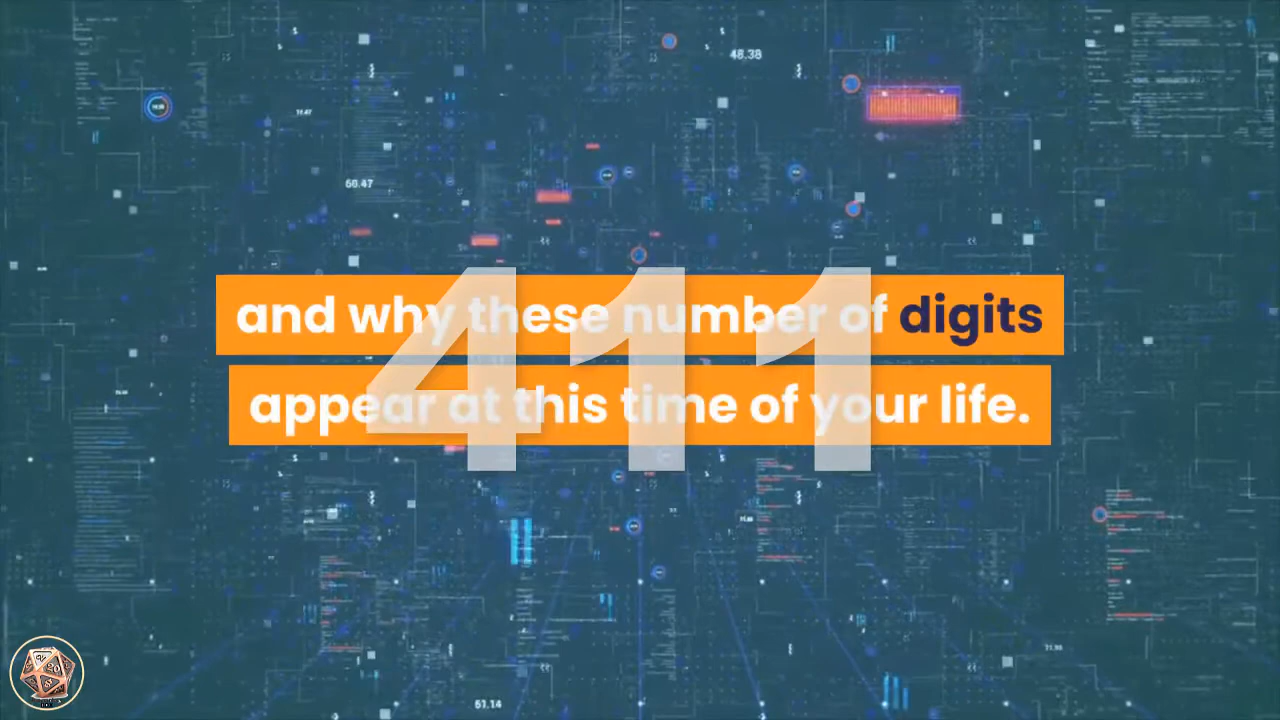 48.38
66.47
and why these number of digits
411
appear at this time of your life.
61.14